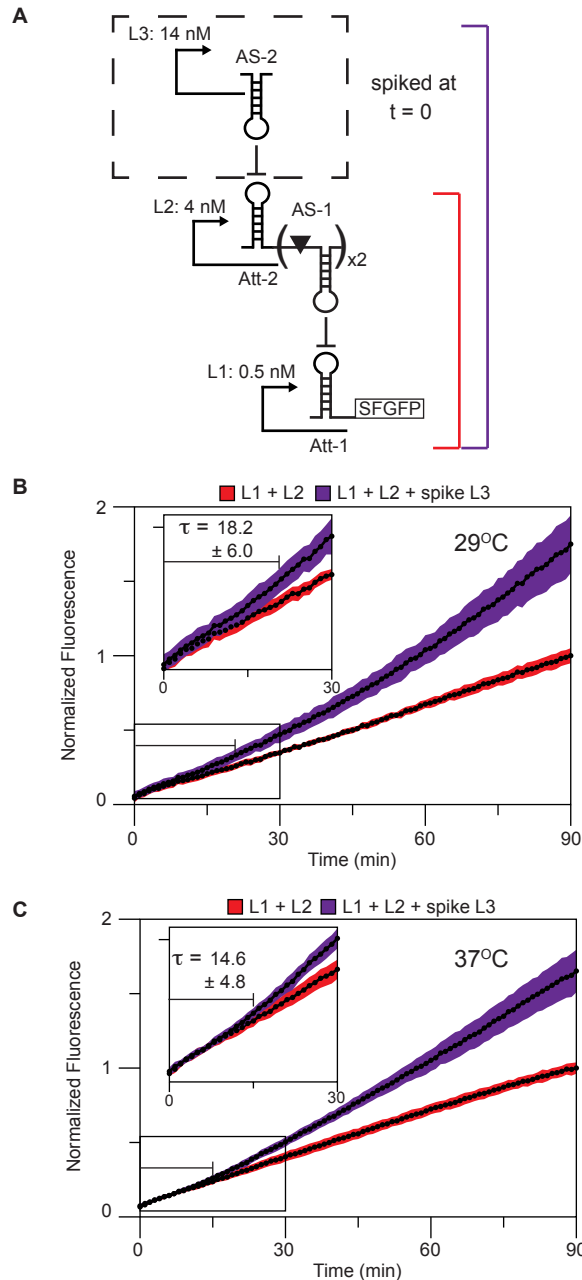 A
L3: 14 nM
AS-2
spiked at
t = 0
L2: 4 nM
AS-1
( ) x2
Att-2
L1: 0.5 nM
SFGFP
Att-1
B
L1 + L2 L1 + L2 + spike L3
2
τ = 18.2
± 6.0
29°C
0 30
Normalized Fluorescence
1
0
0 30 60 90
Time (min)
C
L1 + L2 L1 + L2 + spike L3
2
τ = 14.6
± 4.8
37°C
0 30
Normalized Fluorescence
1
0
0 30 60 90
Time (min)